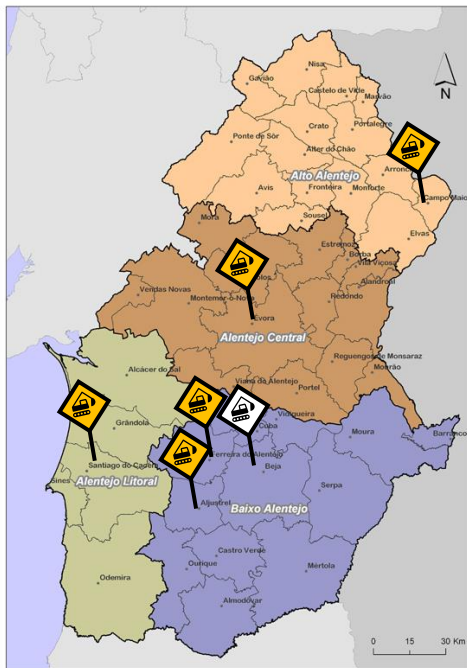 Nisa
Gavião
Castelo de Vide
Marvão
Portalegre
Crato
Ponte de Sôr
Alter do Chão
Alto Alentejo
Avis
Fronteira
Monforte
Campo Maior
Sousel
Elvas
Mora
N
Estremoz
Borba
Vila Viçosa
Alandroal
Vendas Novas
Montemor-o-Novo
Redondo
Évora
Alentejo Central
Reguengos de Monsaraz
Mourão
Alcácer do Sal
Viana do Alentejo
Portel
Grândola
Vidigueira
Cuba
Moura
Barrancos
Ferreira do Alentejo
Santiago do Cacém
Beja
Sines
Alentejo Litoral
Serpa
Aljustrel
Baixo Alentejo
Castro Verde
Ourique
Odemira
Mértola
Almodôvar
0 15 30 Km